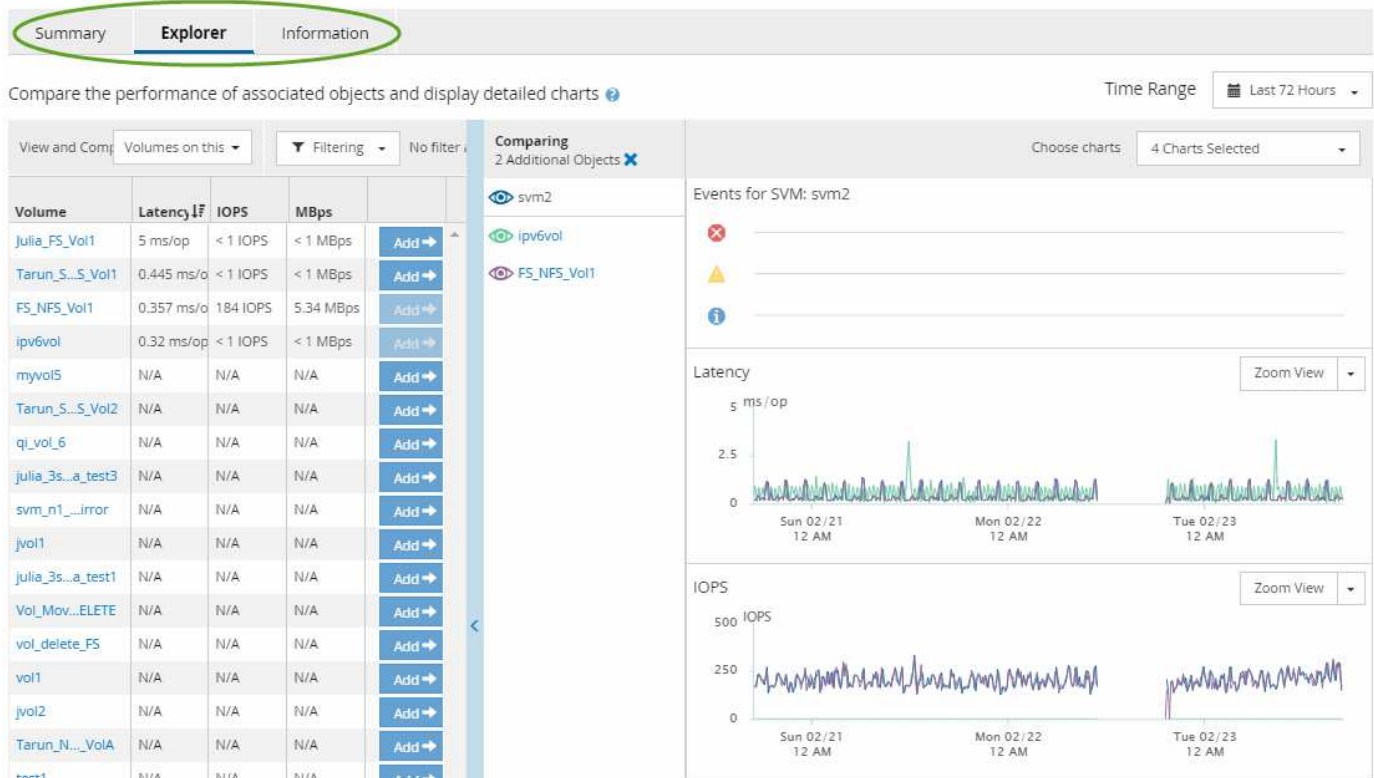 Summary Explorer Information
Compare the performance of associated objects and display detailed charts
Time Range Last 72 Hours
View and Comp Volumes on this Filtering No filter
Comparing
2 Additional Objects
Choose charts 4 Charts Selected
Volume Latency IOPS MBps
Julia_FS_Vol1 5 ms/op < 1 IOPS < 1 MBps Add
Tarun_S...S_Vol1 0.445 ms/o < 1 IOPS < 1 MBps Add
FS_NFS_Vol1 0.357 ms/o 184 IOPS 5.34 MBps Add
ipv6vol 0.32 ms/op < 1 IOPS < 1 MBps Add
myvol5 N/A N/A N/A Add
Tarun_S...S_Vol2 N/A N/A N/A Add
qi_vol_6 N/A N/A N/A Add
julia_3s...a_test3 N/A N/A N/A Add
svm_n1_...irror N/A N/A N/A Add
jvol1 N/A N/A N/A Add
julia_3s...a_test1 N/A N/A N/A Add
Vol_Mov...ELETE N/A N/A N/A Add
vol_delete_FS N/A N/A N/A Add
vol1 N/A N/A N/A Add
jvol2 N/A N/A N/A Add
Tarun_N..._VolA N/A N/A N/A Add
test1 N/A N/A N/A
svm2
ipv6vol
FS_NFS_Vol1
Events for SVM: svm2
Latency Zoom View
5 ms/op
2.5
0
Sun 02/21 Mon 02/22 Tue 02/23
12 AM 12 AM 12 AM
IOPS Zoom View
500 IOPS
250
0
Sun 02/21 Mon 02/22 Tue 02/23
12 AM 12 AM 12 AM